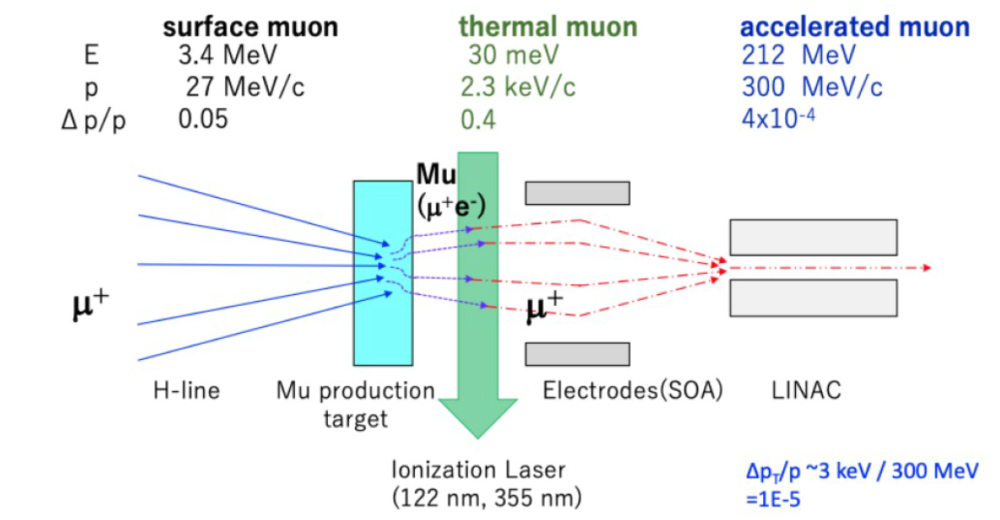 surface muon thermal muon accelerated muon
E 3.4 MeV 30 meV 212 MeV
p 27 MeV/c 2.3 keV/c 300 MeV/c
Δp/p 0.05 0.4 4x10⁻⁴
Mu
(μ⁺e⁻)
μ⁺ μ⁺
H-line Mu production Electrodes(SOA) LINAC
target
Ionization Laser ΔpT/p ~3 keV / 300 MeV
(122 nm, 355 nm) =1E-5